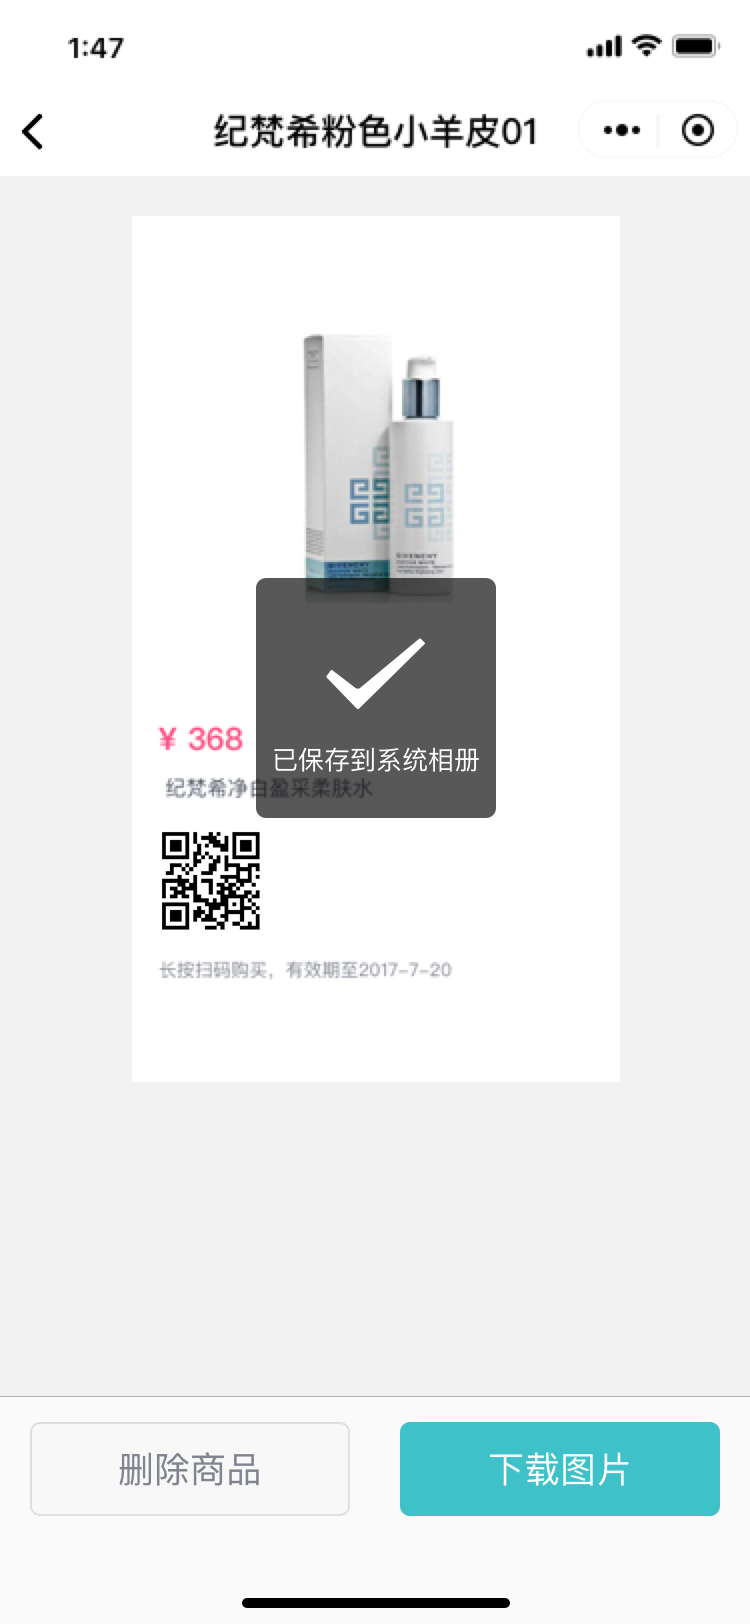 1:47
纪梵希粉色小羊皮01
GIVENCHY
GIVENCHY
已保存到系统相册
¥ 368
纪梵希净白盈采柔肤水
长按扫码购买，有效期至2017-7-20
删除商品
下载图片